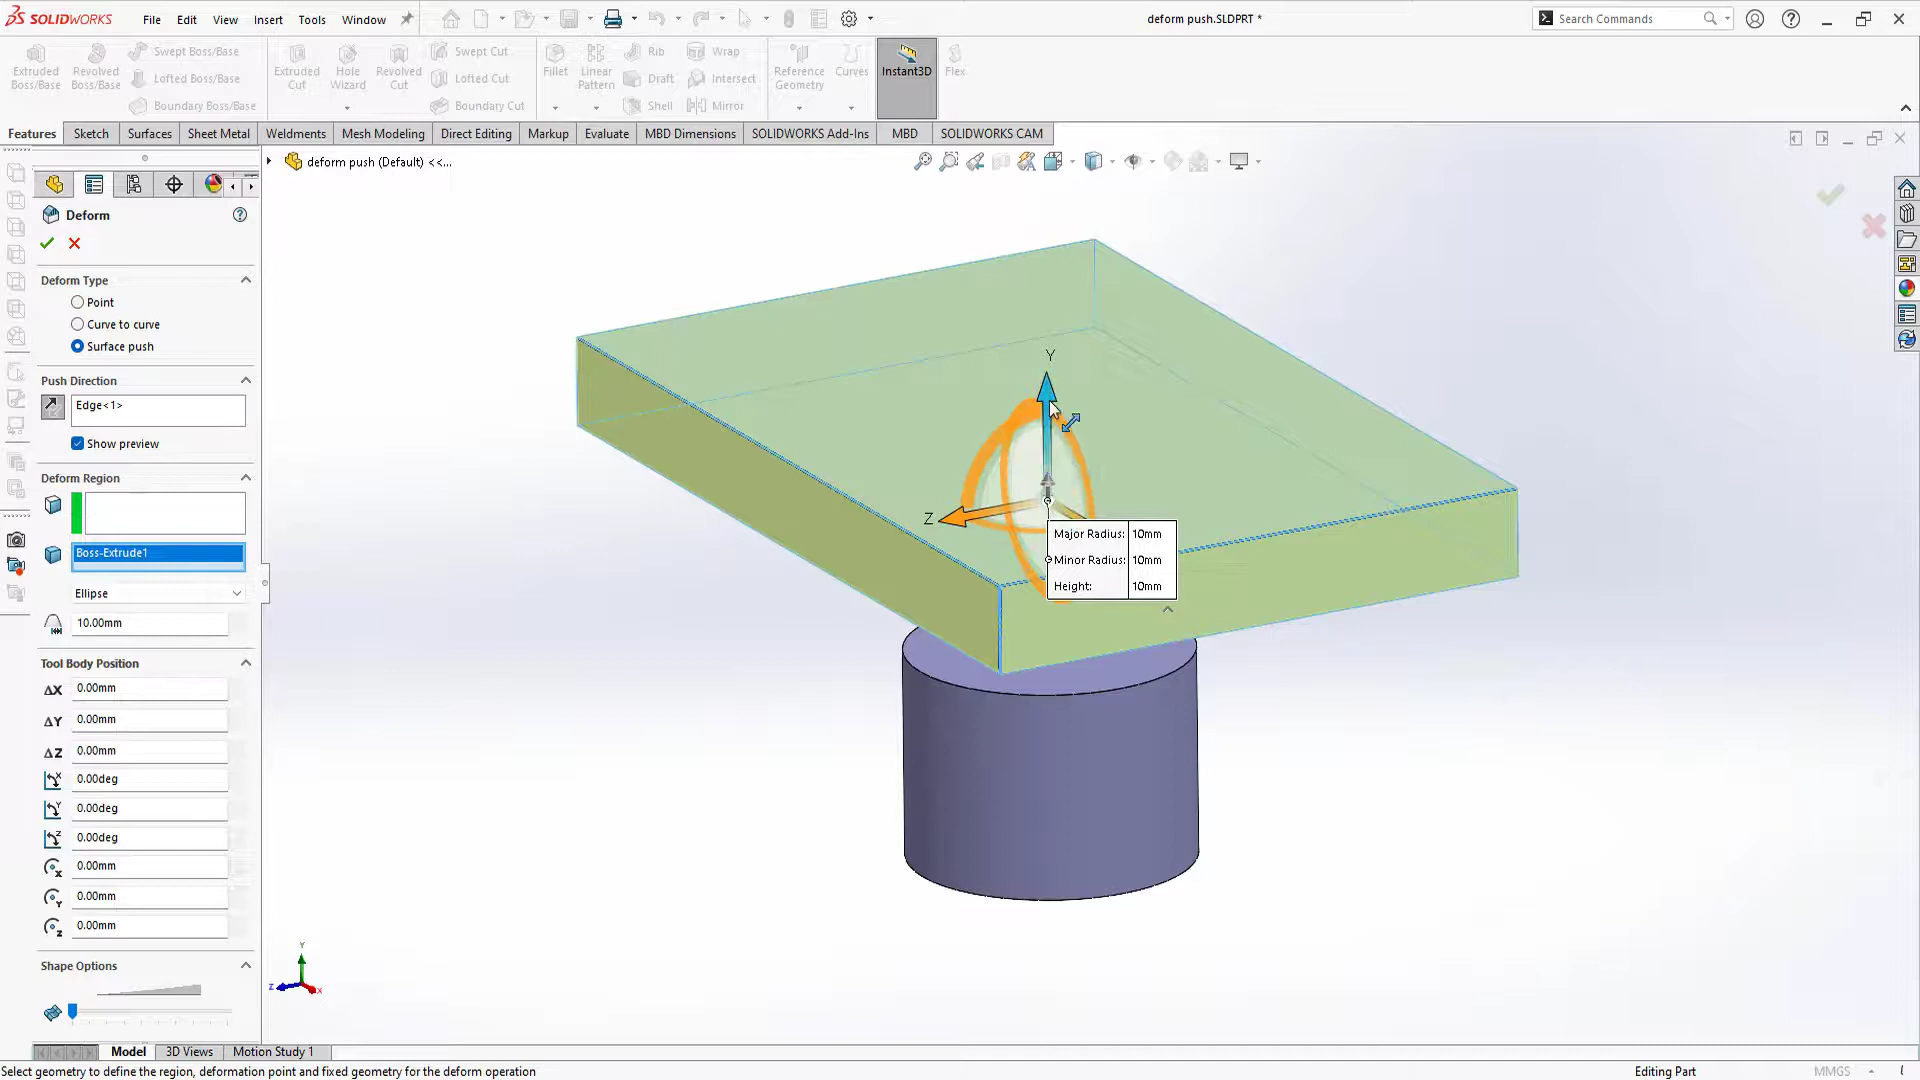 SOLIDWORKS
File
Edit
View
Insert
Tools
Window
deform push.SLDPRT *
Search Commands
Extruded Boss/Base
Revolved Boss/Base
Swept Boss/Base
Lofted Boss/Base
Boundary Boss/Base
Extruded Cut
Hole Wizard
Revolved Cut
Swept Cut
Lofted Cut
Boundary Cut
Fillet
Linear Pattern
Rib
Draft
Shell
Wrap
Intersect
Mirror
Reference Geometry
Curves
Instant3D
Flex
Features
Sketch
Surfaces
Sheet Metal
Weldments
Mesh Modeling
Direct Editing
Markup
Evaluate
MBD Dimensions
SOLIDWORKS Add-Ins
MBD
SOLIDWORKS CAM
deform push (Default) <<...
Deform
Deform Type
Point
Curve to curve
Surface push
Push Direction
Edge<1>
Show preview
Deform Region
Boss-Extrude1
Ellipse
10.00mm
Tool Body Position
ΔX
0.00mm
ΔY
0.00mm
ΔZ
0.00mm
0.00deg
0.00deg
0.00deg
0.00mm
0.00mm
0.00mm
Shape Options
Y
Z
Major Radius: 10mm
Minor Radius: 10mm
Height: 10mm
Y
Z
X
Model
3D Views
Motion Study 1
Select geometry to define the region, deformation point and fixed geometry for the deform operation
Editing Part
MMGS